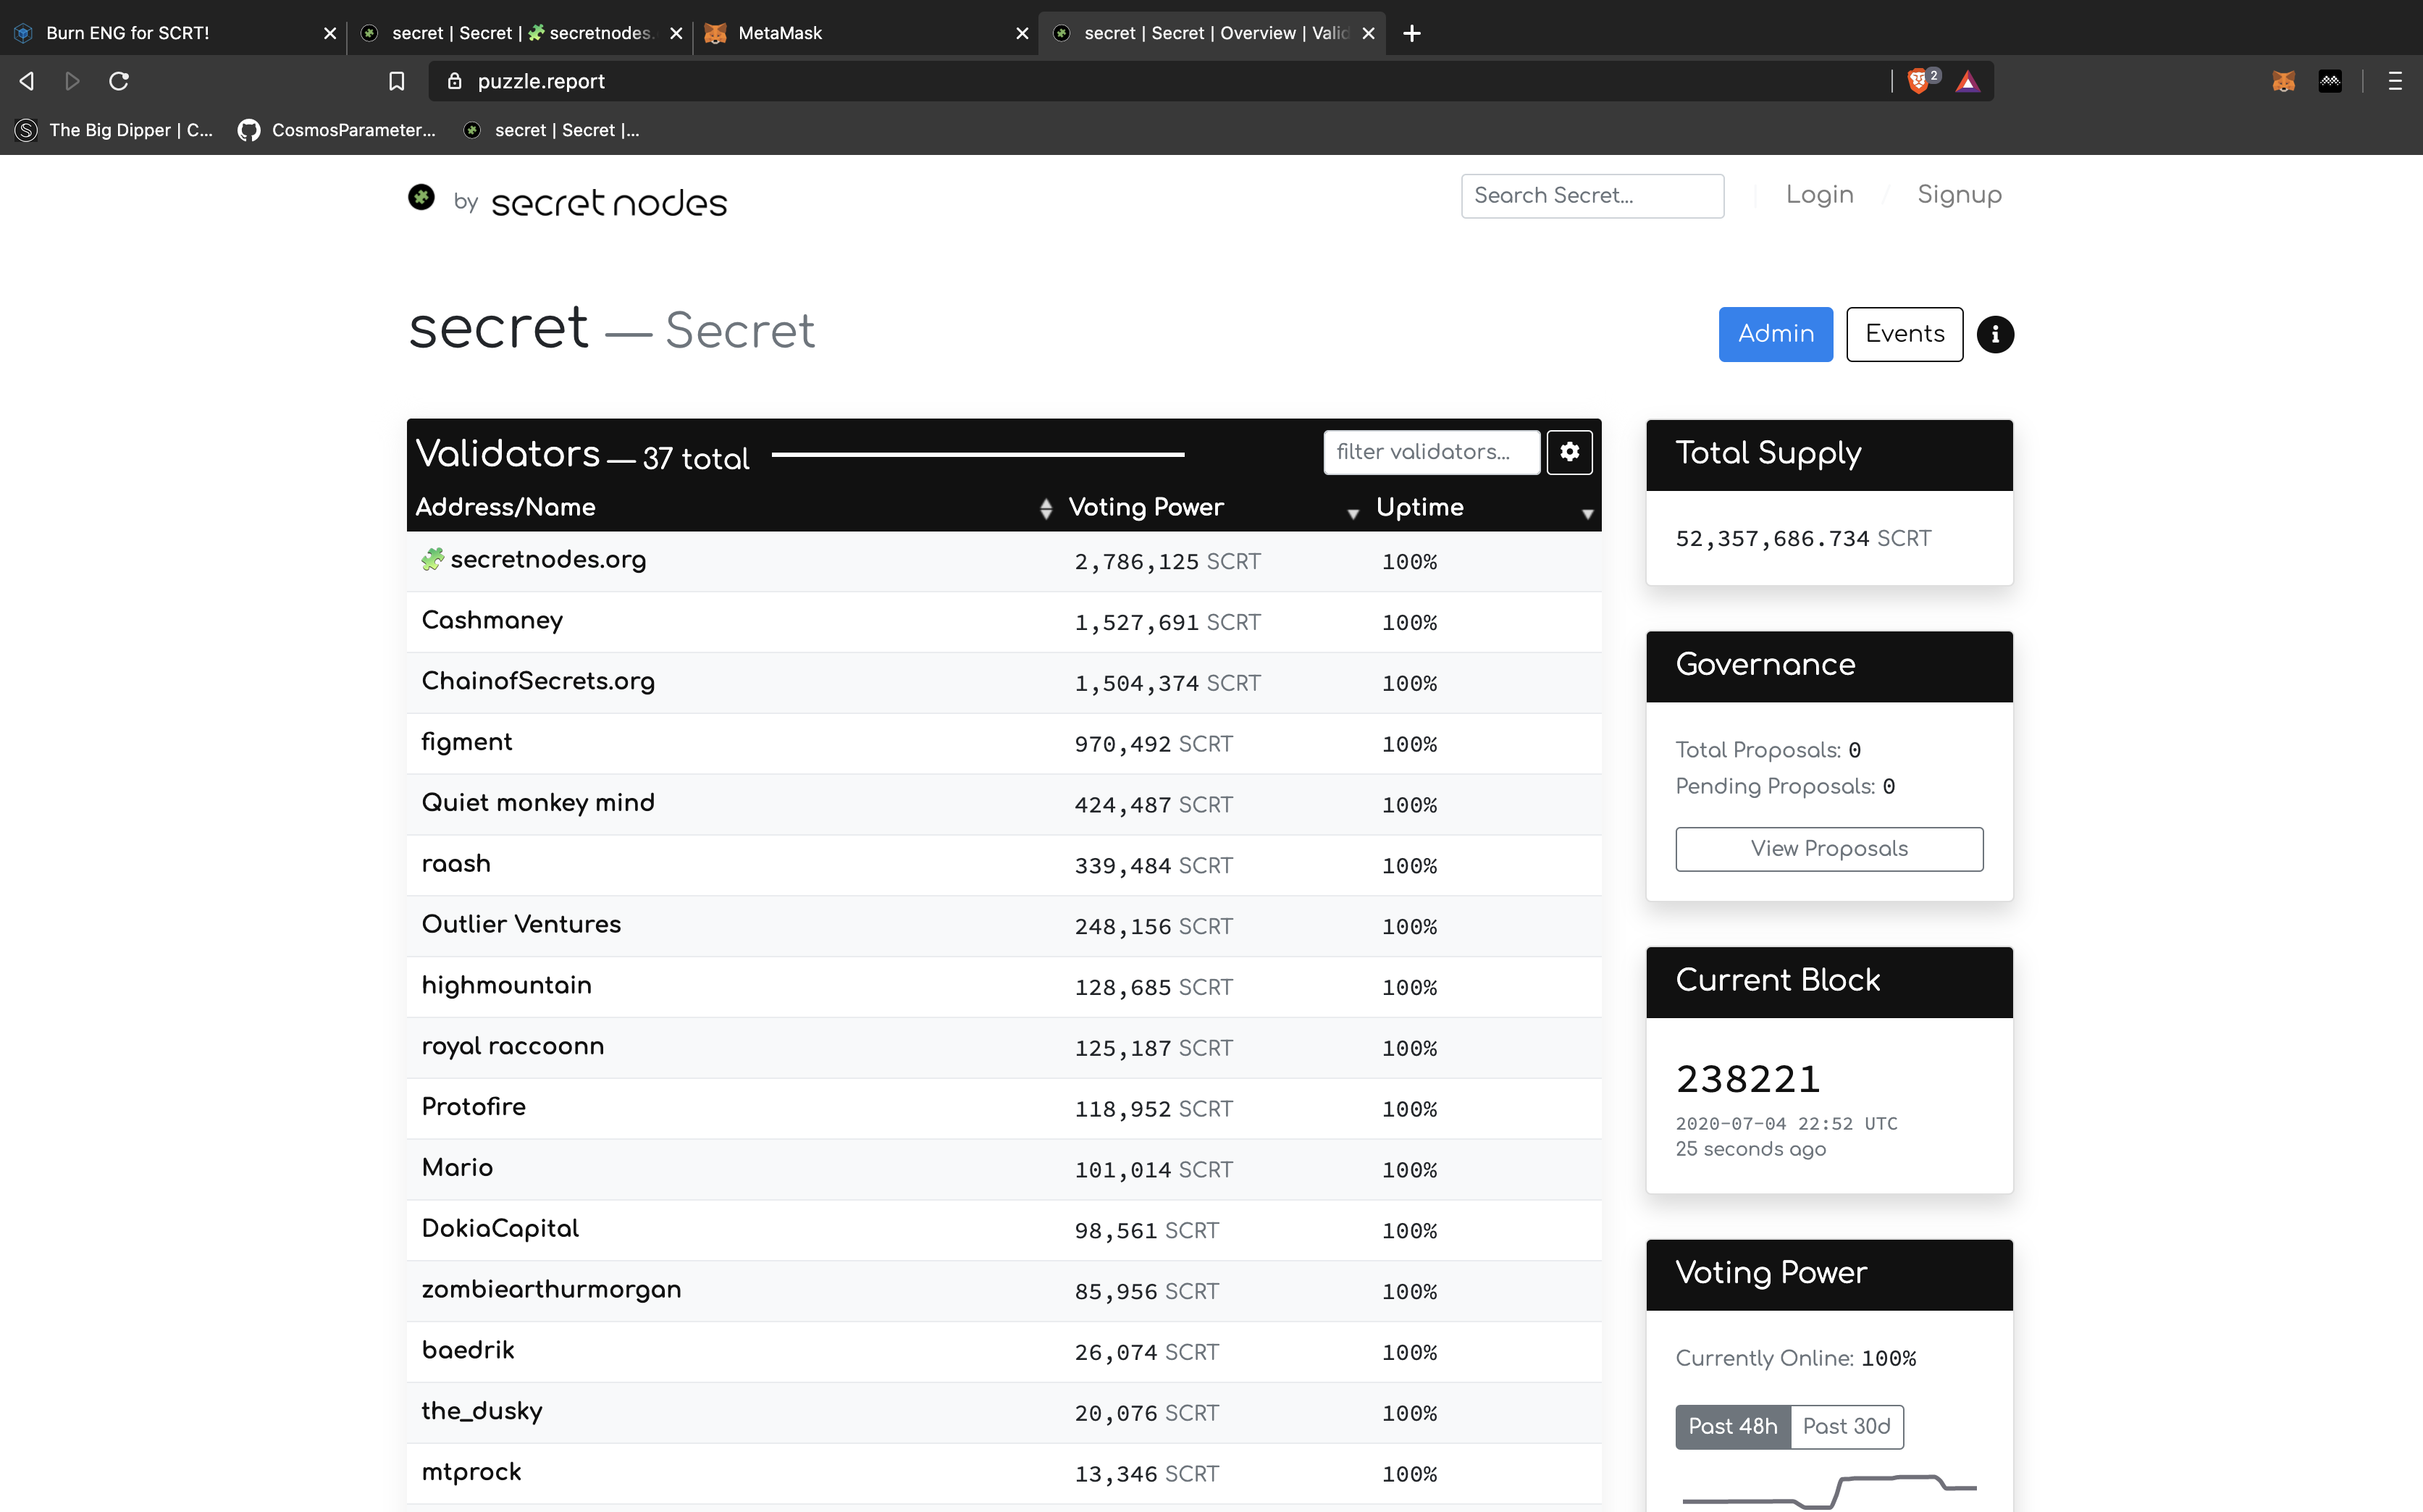 Burn ENG for SCRT!
secret | Secret | secretnodes.
MetaMask
secret | Secret | Overview | Valid
puzzle.report
2
The Big Dipper | C...
CosmosParameter...
secret | Secret |...
by secret nodes
Search Secret...
Login / Signup
secret — Secret
Admin
Events
i
Validators — 37 total
filter validators...
Address/Name Voting Power Uptime
secretnodes.org 2,786,125 SCRT 100%
Cashmaney 1,527,691 SCRT 100%
ChainofSecrets.org 1,504,374 SCRT 100%
figment 970,492 SCRT 100%
Quiet monkey mind 424,487 SCRT 100%
raash 339,484 SCRT 100%
Outlier Ventures 248,156 SCRT 100%
highmountain 128,685 SCRT 100%
royal raccoonn 125,187 SCRT 100%
Protofire 118,952 SCRT 100%
Mario 101,014 SCRT 100%
DokiaCapital 98,561 SCRT 100%
zombiearthurmorgan 85,956 SCRT 100%
baedrik 26,074 SCRT 100%
the_dusky 20,076 SCRT 100%
mtprock 13,346 SCRT 100%
Total Supply
52,357,686.734 SCRT
Governance
Total Proposals: 0
Pending Proposals: 0
View Proposals
Current Block
238221
2020-07-04 22:52 UTC
25 seconds ago
Voting Power
Currently Online: 100%
Past 48h
Past 30d